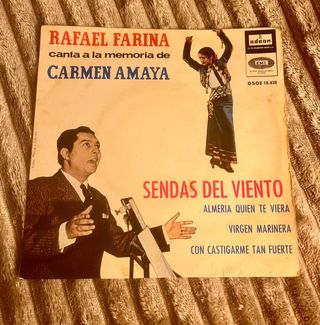 RAFAEL FARINA
canta a la memoria de
CARMEN AMAYA
odeon
EMI
DSOE 16.638
SENDAS DEL VIENTO
ALMERIA QUIEN TE VIERA
VIRGEN MARINERA
CON CASTIGARME TAN FUERTE